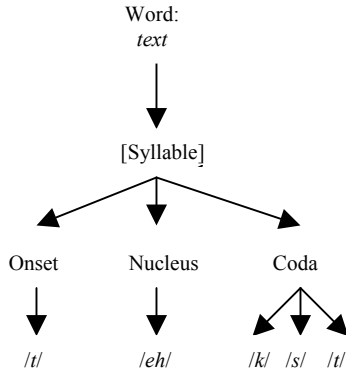 Word:
text
[Syllable]
Onset Nucleus Coda
/t/ /eh/ /k/ /s/ /t/